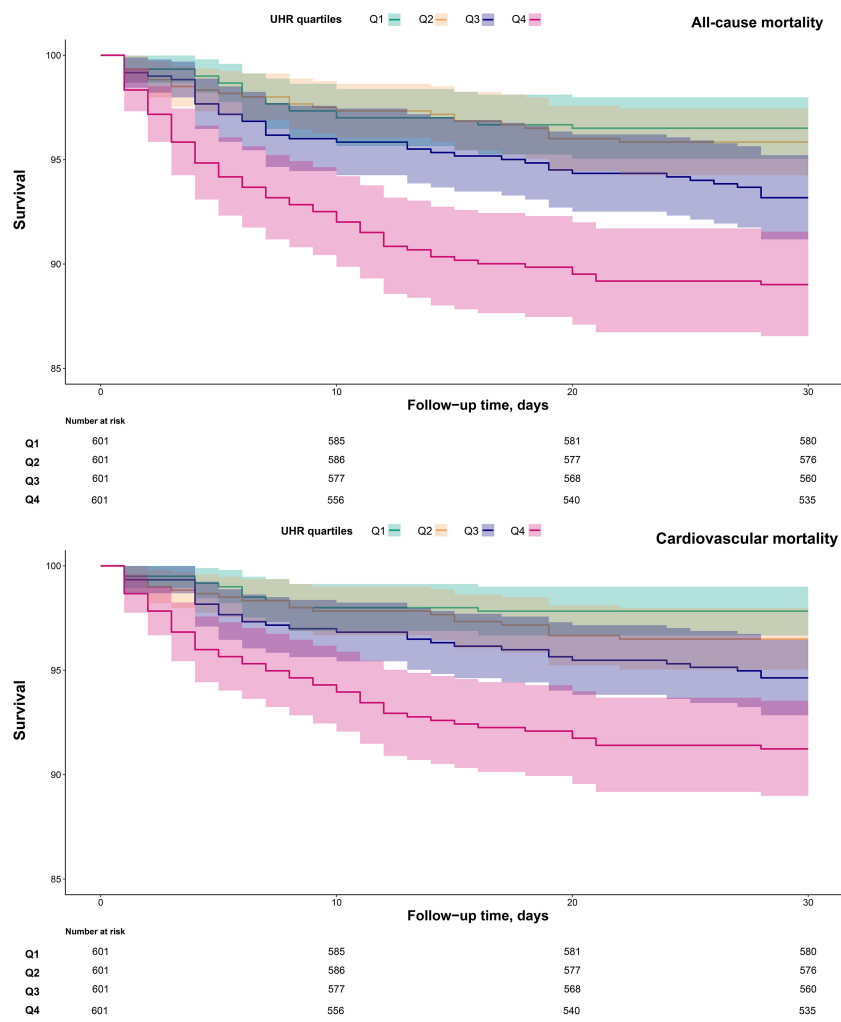 UHR quartiles Q1 Q2 Q3 Q4
All-cause mortality
100
95
90
85
Survival
0 10 20 30
Follow-up time, days
Number at risk
Q1 601 585 581 580
Q2 601 586 577 576
Q3 601 577 568 560
Q4 601 556 540 535
UHR quartiles Q1 Q2 Q3 Q4
Cardiovascular mortality
100
95
90
85
Survival
0 10 20 30
Follow-up time, days
Number at risk
Q1 601 585 581 580
Q2 601 586 577 576
Q3 601 577 568 560
Q4 601 556 540 535